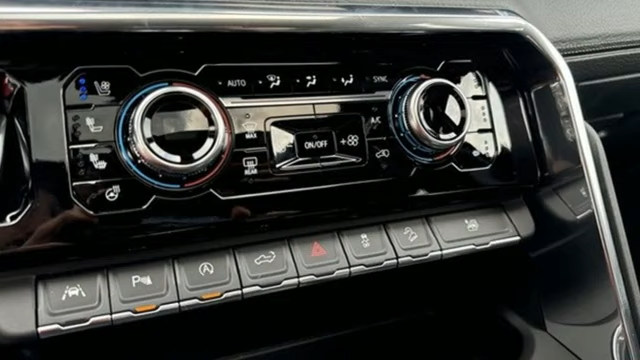 AUTO SYNC
MAX A/C
ON/OFF
REAR
P
A